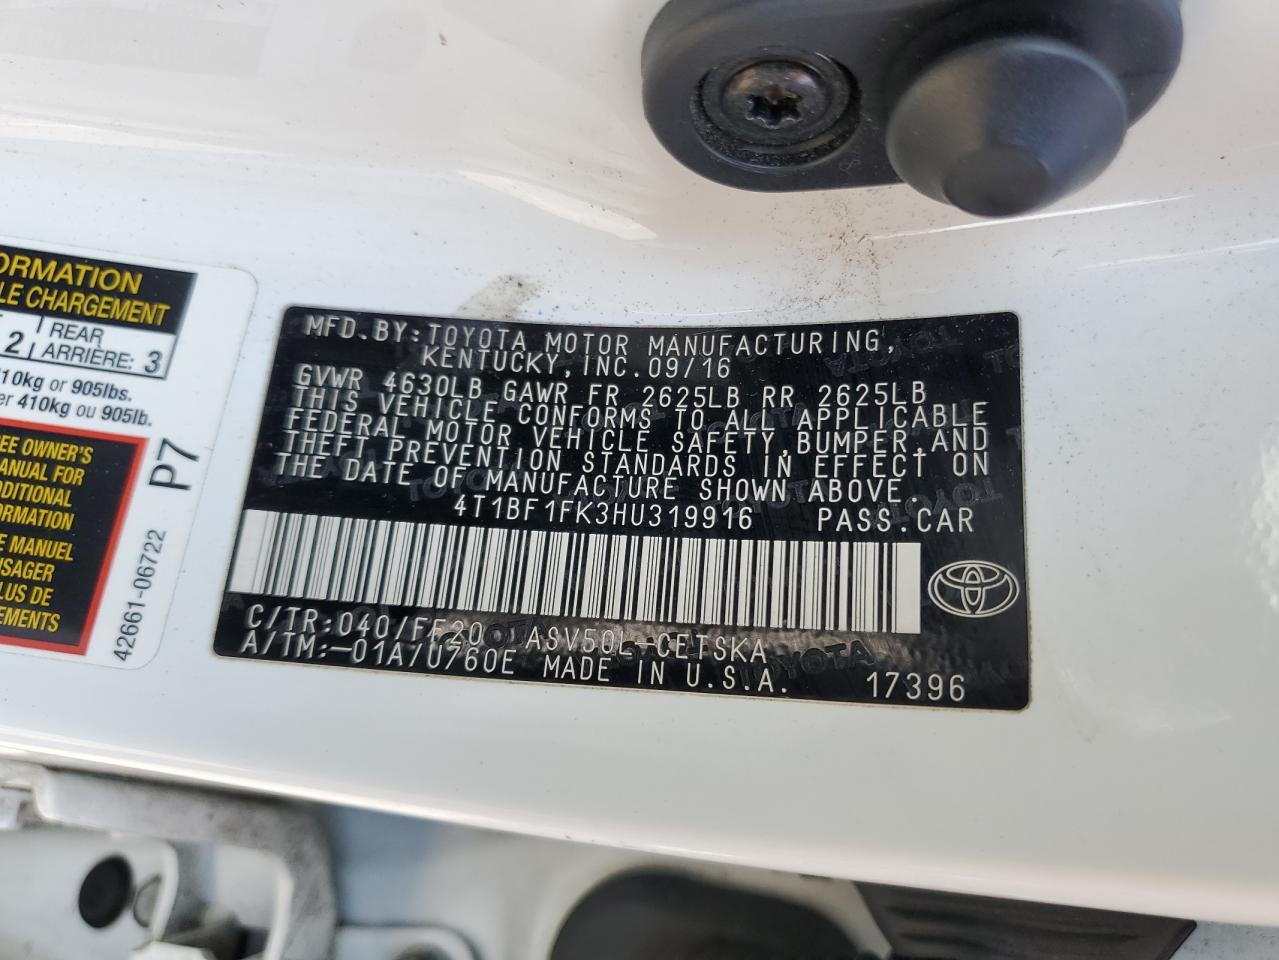 ORMATION
LE CHARGEMENT
2 REAR
ARRIÈRE: 3
10kg or 905lbs.
er 410kg ou 905lb.
EE OWNER'S
MANUAL FOR
DDITIONAL
ORMATION
E MANUEL
USAGER
LUS DE
EMENTS
P7
42661-06722
MFD.BY:TOYOTA MOTOR MANUFACTURING,
KENTUCKY, INC.09/16
GVWR 4630LB GAWR FR 2625LB RR 2625LB
THIS VEHICLE CONFORMS TO ALL APPLICABLE
FEDERAL MOTOR VEHICLE SAFETY,BUMPER,AND
THEFT PREVENTION STANDARDS IN EFFECT ON
THE DATE OF MANUFACTURE SHOWN ABOVE.
4T1BF1FK3HU319916 PASS.CAR
C/TR:040/FF20 ASV50L-CETSKA
A/TM:-01A/U760E MADE IN U.S.A. 17396